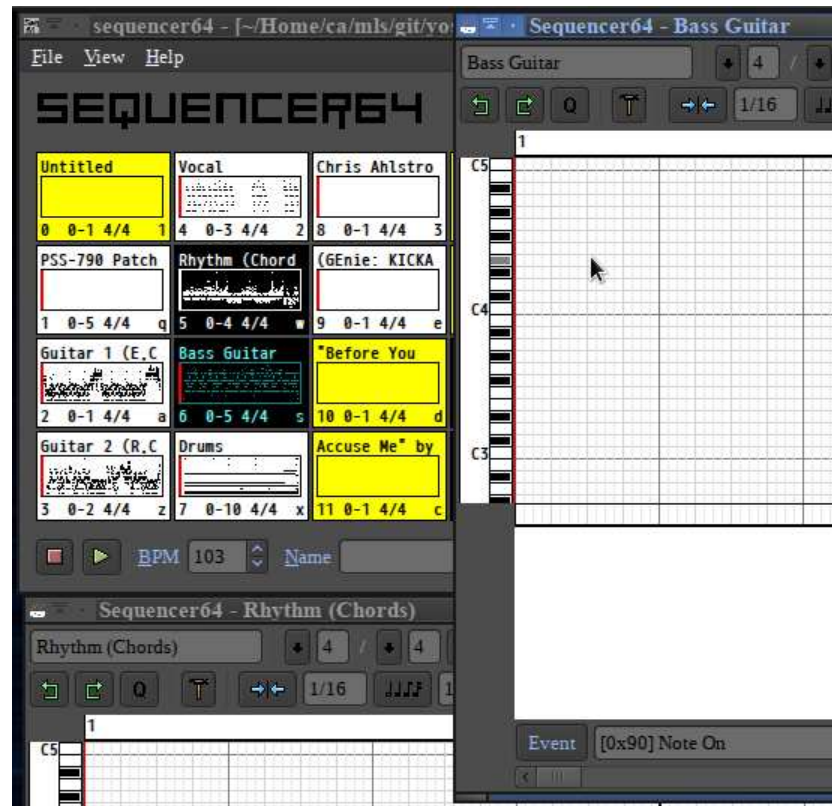 sequencer64 - [~/Home/ca/mls/git/yo
File View Help
SEQUENCER64
Untitled
0 0-1 4/4 1
Vocal
4 0-3 4/4 2
Chris Ahlstro
8 0-1 4/4 3
PSS-790 Patch
1 0-5 4/4 q
Rhythm (Chord
5 0-4 4/4 w
(GEnie: KICKA
9 0-1 4/4 e
Guitar 1 (E,C
2 0-1 4/4 a
Bass Guitar
6 0-5 4/4 s
"Before You
10 0-1 4/4 d
Guitar 2 (R,C
3 0-2 4/4 z
Drums
7 0-10 4/4 x
Accuse Me" by
11 0-1 4/4 c
BPM 103 Name
Sequencer64 - Bass Guitar
Bass Guitar 4 /
Q 1/16
1
C5
C4
C3
Event [0x90] Note On
Sequencer64 - Rhythm (Chords)
Rhythm (Chords) 4 / 4
Q 1/16 1
1
C5